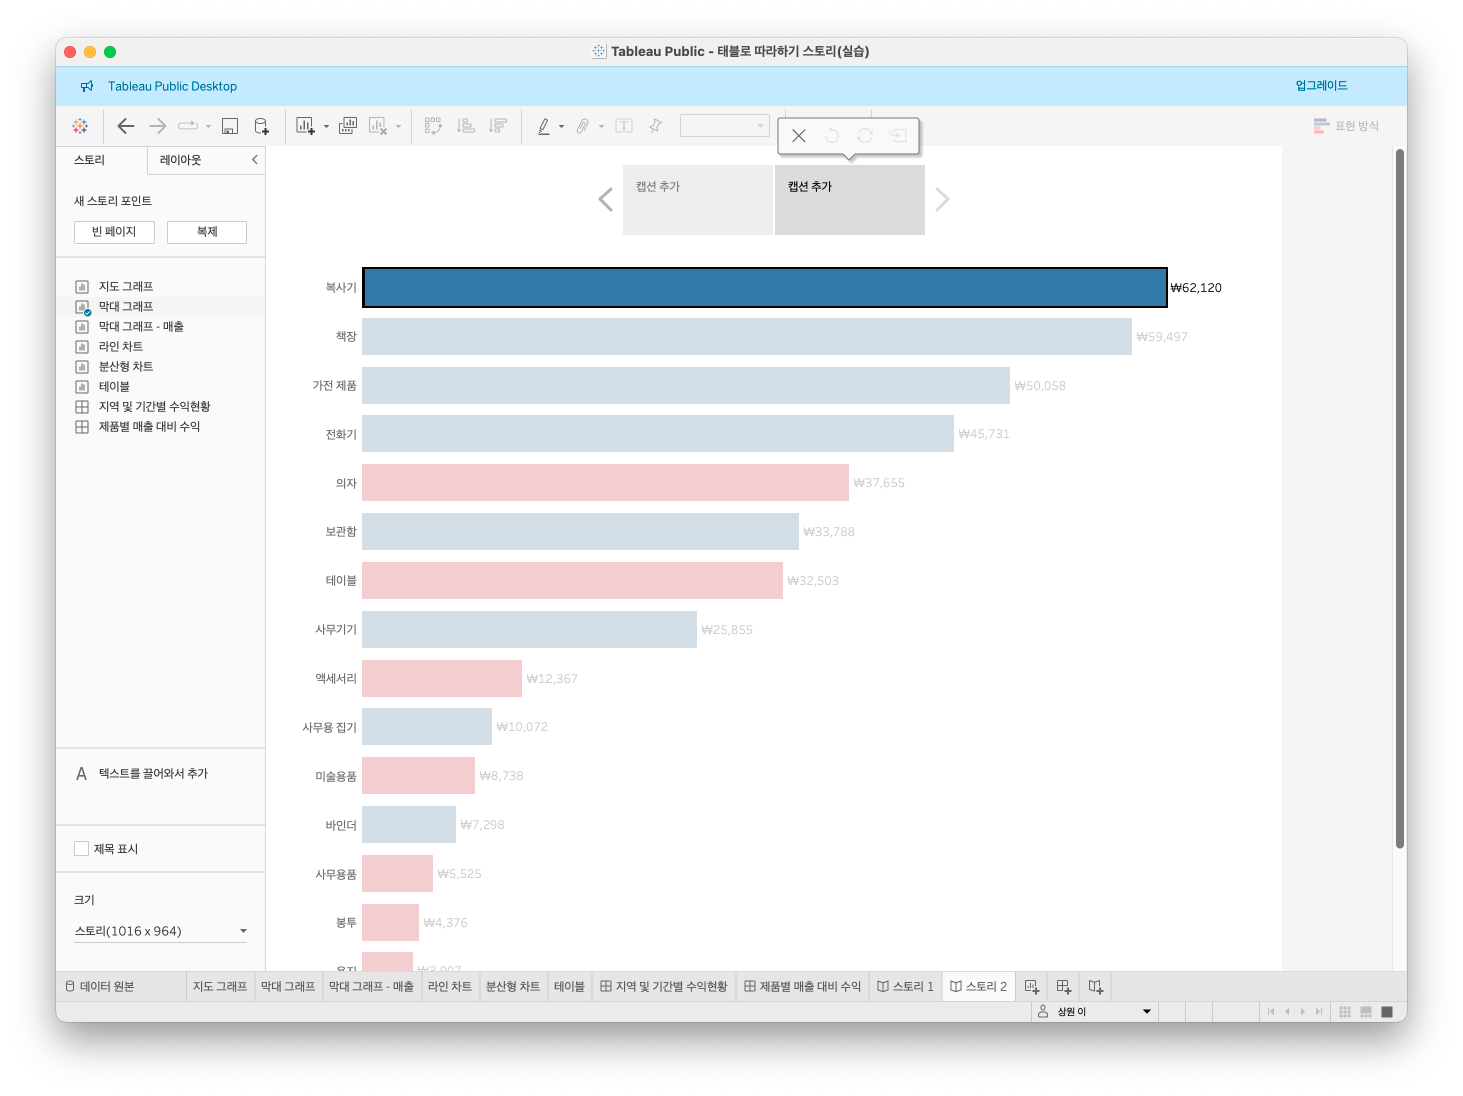 Tableau Public - 태블로 따라하기 스토리(실습)
Tableau Public Desktop
업그레이드
표현 방식
스토리
레이아웃
새 스토리 포인트
빈 페이지
복제
지도 그래프
막대 그래프
막대 그래프 - 매출
라인 차트
분산형 차트
테이블
지역 및 기간별 수익현황
제품별 매출 대비 수익
A 텍스트를 끌어와서 추가
제목 표시
크기
스토리(1016 x 964)
캡션 추가
캡션 추가
복사기 ₩62,120
책장 ₩59,497
가전 제품 ₩50,058
전화기 ₩45,731
의자 ₩37,655
보관함 ₩33,788
테이블 ₩32,503
사무기기 ₩25,855
액세서리 ₩12,367
사무용 집기 ₩10,072
미술용품 ₩8,738
바인더 ₩7,298
사무용품 ₩5,525
봉투 ₩4,376
용지 ₩3,907
데이터 원본
지도 그래프
막대 그래프
막대 그래프 - 매출
라인 차트
분산형 차트
테이블
지역 및 기간별 수익현황
제품별 매출 대비 수익
스토리 1
스토리 2
상원 이